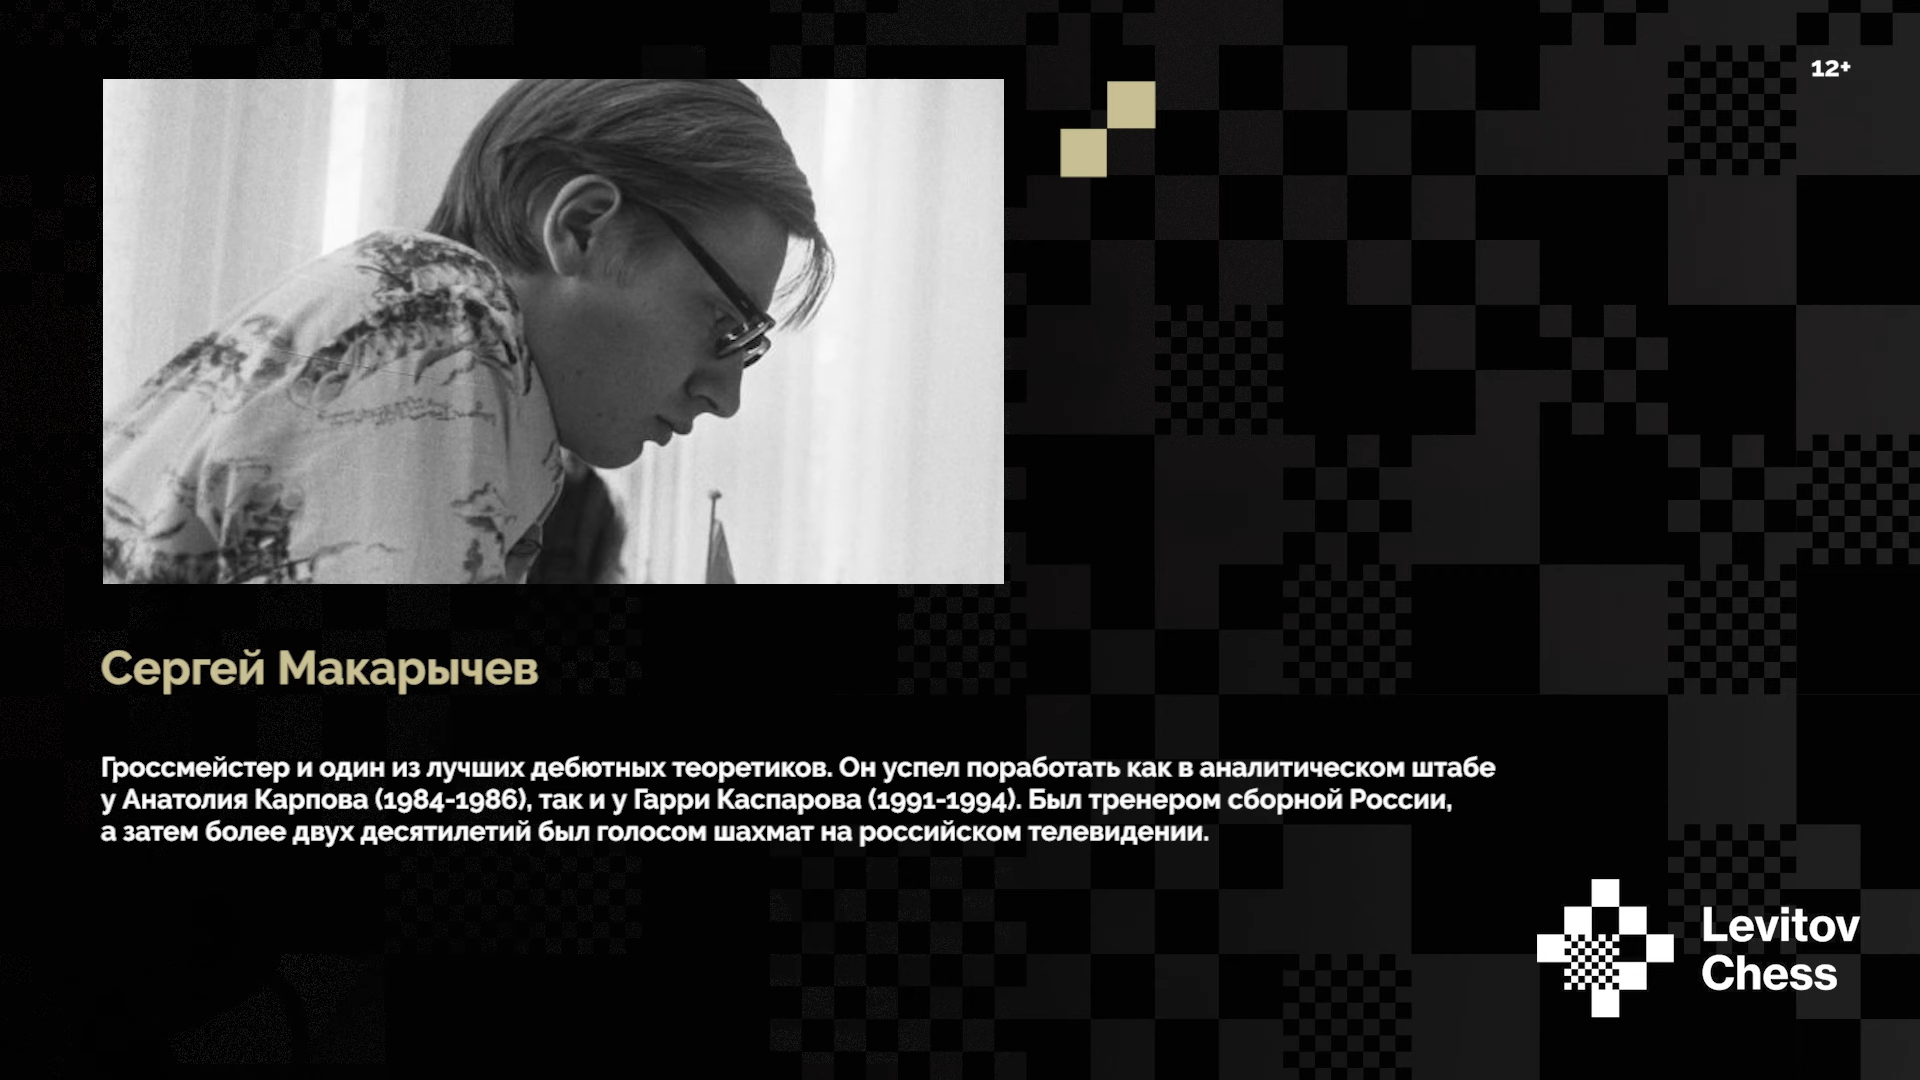 12+
Сергей Макарычев
Гроссмейстер и один из лучших дебютных теоретиков. Он успел поработать как в аналитическом штабе
у Анатолия Карпова (1984-1986), так и у Гарри Каспарова (1991-1994). Был тренером сборной России,
а затем более двух десятилетий был голосом шахмат на российском телевидении.
Levitov
Chess